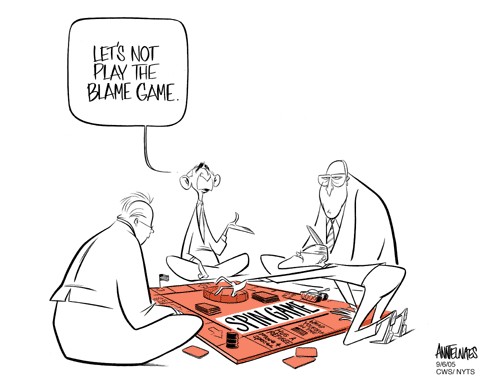 LET'S NOT
PLAY THE
BLAME GAME.
SPIN GAME
ANN TELNAES
9/6/05
CWS/ NYTS